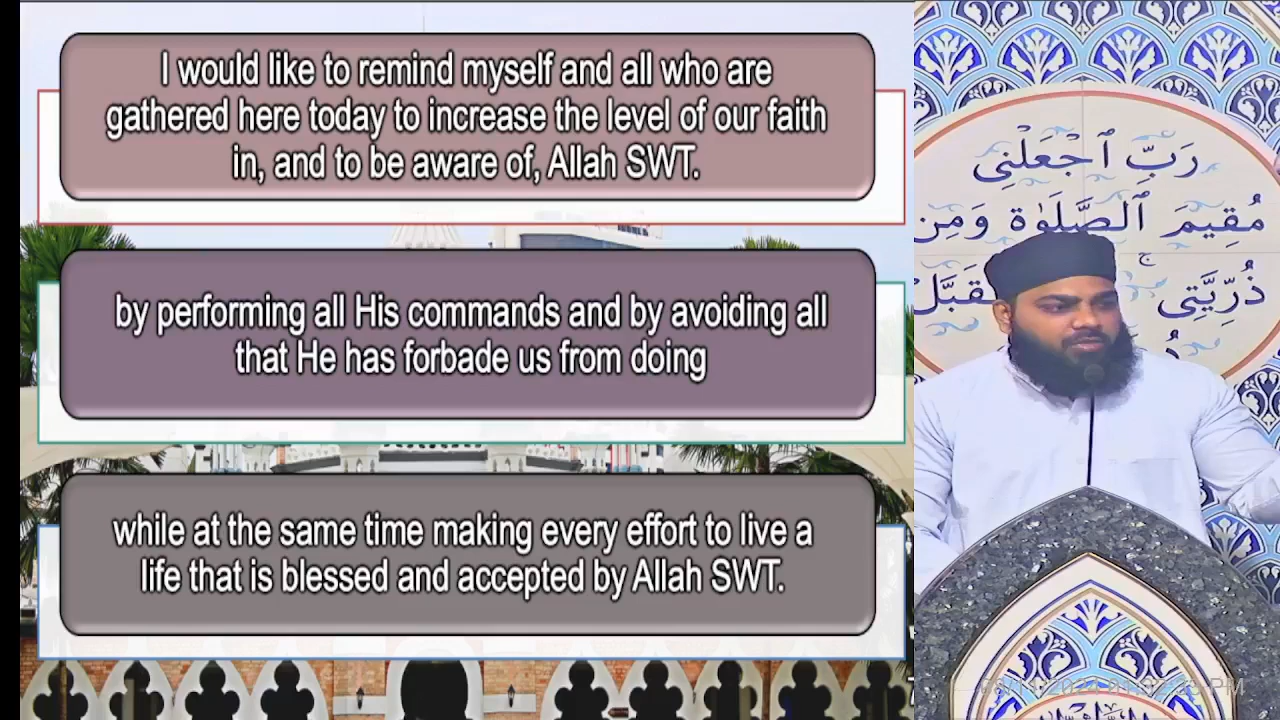 I would like to remind myself and all who are
gathered here today to increase the level of our faith
in, and to be aware of, Allah SWT.
by performing all His commands and by avoiding all
that He has forbade us from doing
while at the same time making every effort to live a
life that is blessed and accepted by Allah SWT.
رَبِّ ٱجْعَلْنِى
مُقِيمَ ٱلصَّلَوٰةِ وَمِن
ذُرِّيَّتِى